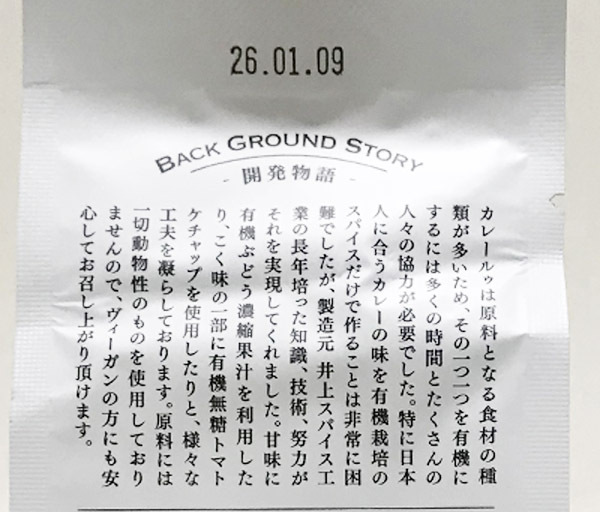 26.01.09
BACK GROUND STORY
- 開発物語 -
カレールゥは原料となる食材の種
類が多いため、その一つ一つを有機に
するには多くの時間とたくさんの
人々の協力が必要でした。特に日本
人に合うカレーの味を有機栽培の
スパイスだけで作ることは非常に困
難でしたが、製造元 井上スパイス工
業の長年培った知識、技術、努力が
それを実現してくれました。甘味に
有機ぶどう濃縮果汁を利用した
り、こく味の一部に有機無糖トマト
ケチャップを使用したりと、様々な
工夫を凝らしております。原料には
一切動物性のものを使用しており
ませんので、ヴィーガンの方にも安
心してお召し上がり頂けます。